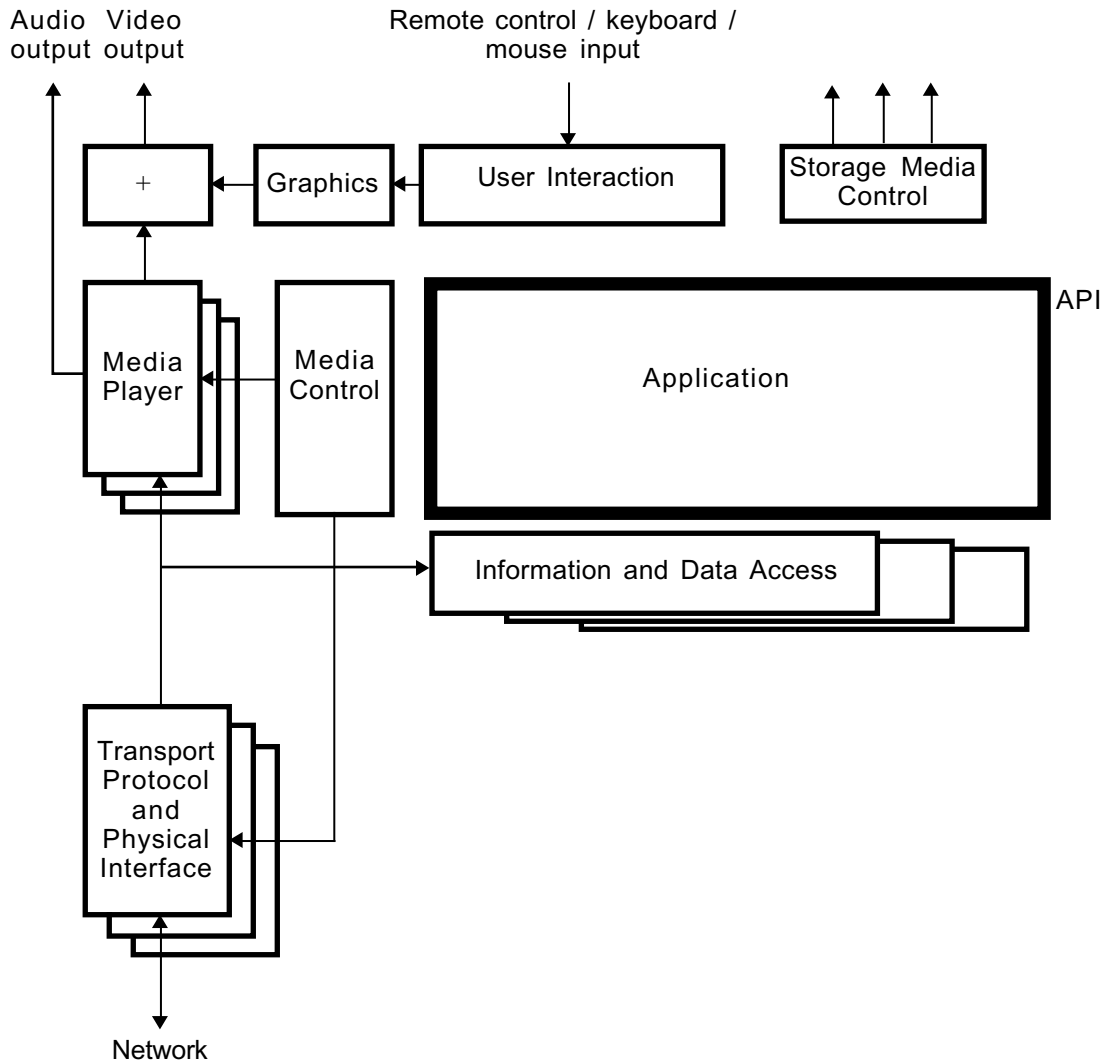 Audio Video
output output
Remote control / keyboard /
mouse input
+
Graphics
User Interaction
Storage Media
Control
API
Media
Player
Media
Control
Application
Information and Data Access
Transport
Protocol
and
Physical
Interface
Network